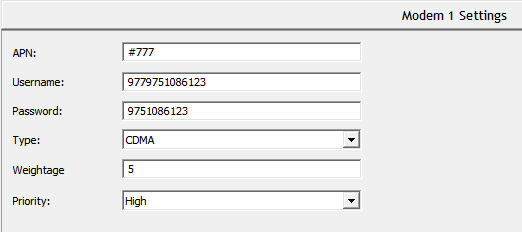 Modem 1 Settings
APN: #777
Username: 9779751086123
Password: 9751086123
Type: CDMA
Weightage 5
Priority: High